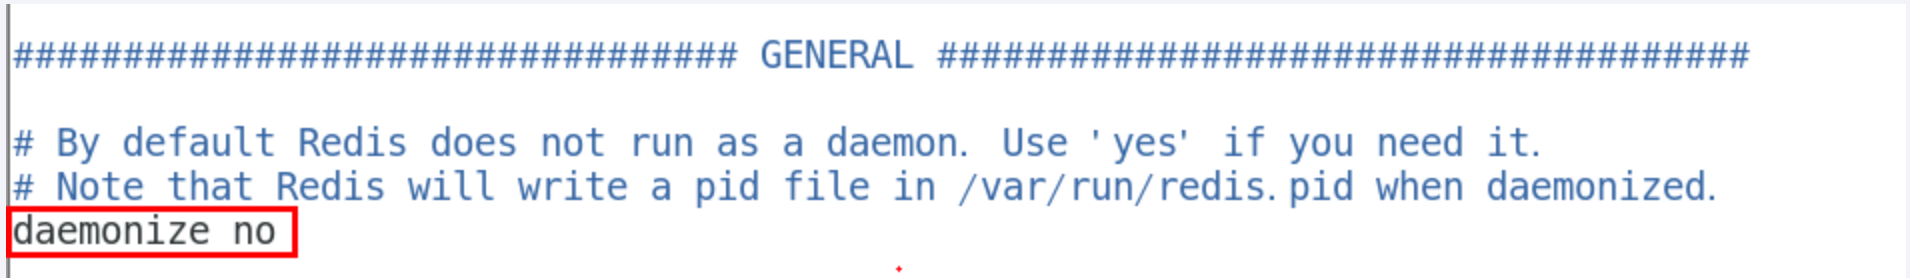 ################################# GENERAL #####################################
# By default Redis does not run as a daemon. Use 'yes' if you need it.
# Note that Redis will write a pid file in /var/run/redis.pid when daemonized.
daemonize no